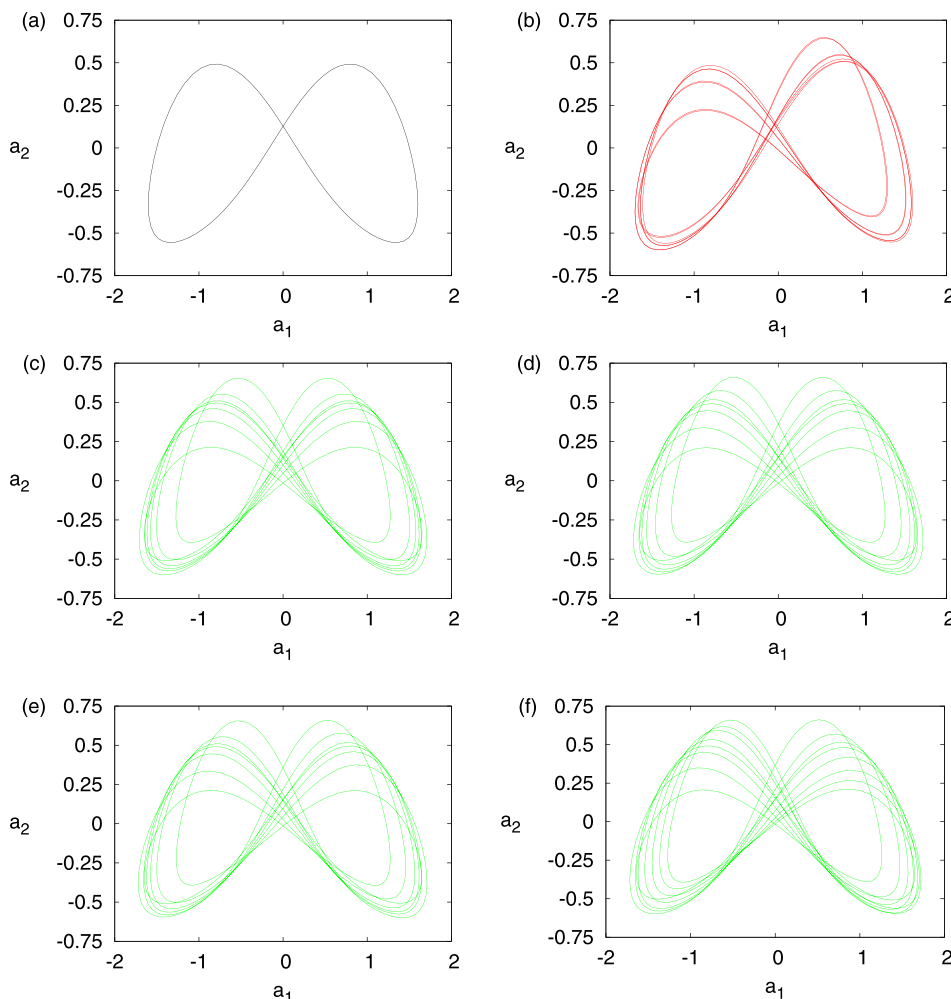 (a) 0.75 0.5 0.25 0 -0.25 -0.5 -0.75
a2
-2 -1 0 1 2
a1
(b) 0.75 0.5 0.25 0 -0.25 -0.5 -0.75
a2
-2 -1 0 1 2
a1
(c) 0.75 0.5 0.25 0 -0.25 -0.5 -0.75
a2
-2 -1 0 1 2
a1
(d) 0.75 0.5 0.25 0 -0.25 -0.5 -0.75
a2
-2 -1 0 1 2
a1
(e) 0.75 0.5 0.25 0 -0.25 -0.5 -0.75
a2
-2 -1 0 1 2
a1
(f) 0.75 0.5 0.25 0 -0.25 -0.5 -0.75
a2
-2 -1 0 1 2
a1